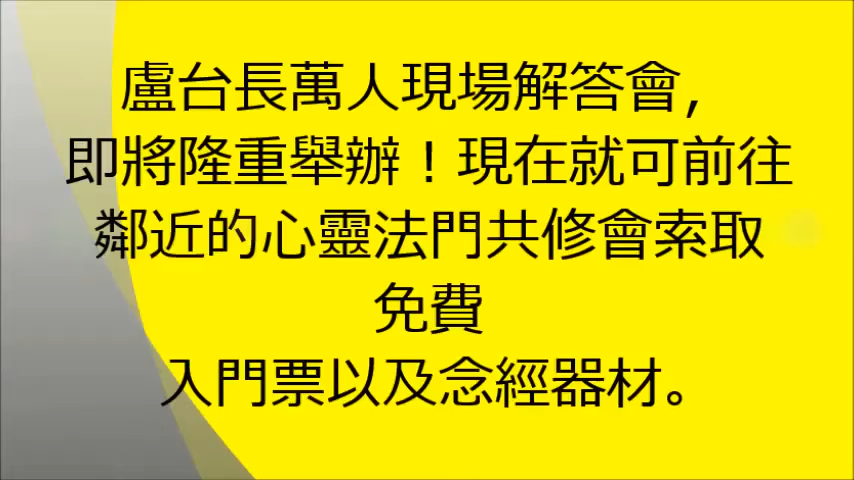 盧台長萬人現場解答會，
即將隆重舉辦！現在就可前往
鄰近的心靈法門共修會索取
免費
入門票以及念經器材。